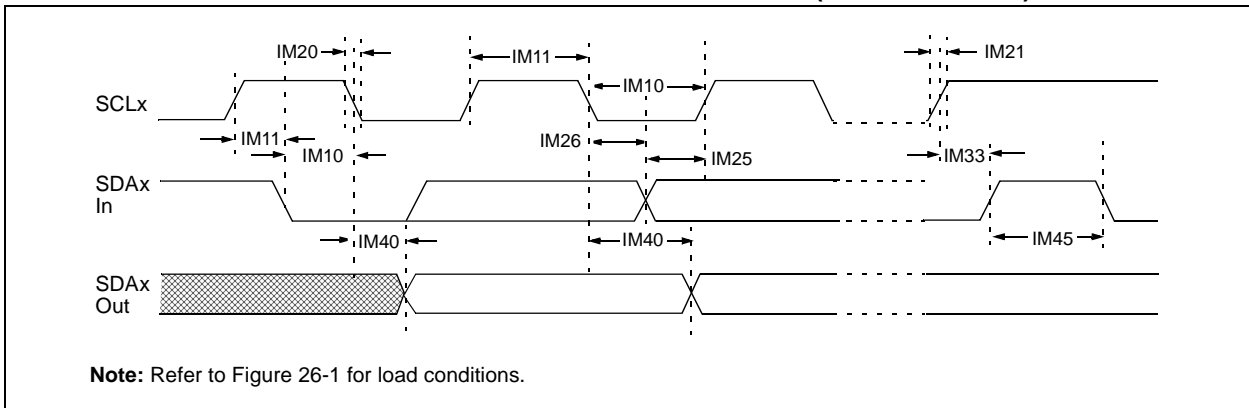 IM20
IM11
IM21
IM10
SCLx
IM11
IM10
IM26
IM25
IM33
SDAx
In
IM40
IM40
IM45
SDAx
Out
Note: Refer to Figure 26-1 for load conditions.